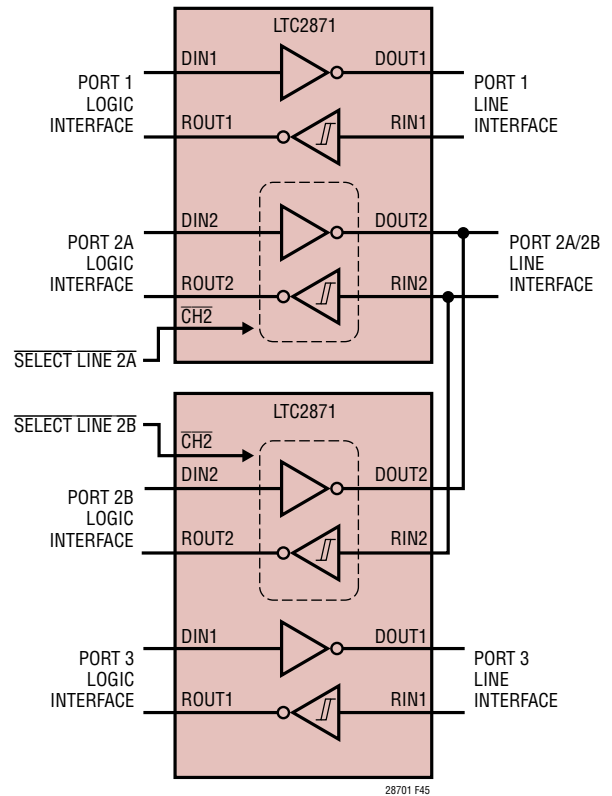 LTC2871
DIN1
DOUT1
PORT 1
LOGIC
INTERFACE
PORT 1
LINE
INTERFACE
ROUT1
RIN1
DIN2
DOUT2
PORT 2A
LOGIC
INTERFACE
PORT 2A/2B
LINE
INTERFACE
ROUT2
RIN2
CH2
SELECT LINE 2A
LTC2871
SELECT LINE 2B
CH2
DIN2
DOUT2
PORT 2B
LOGIC
INTERFACE
ROUT2
RIN2
DIN1
DOUT1
PORT 3
LOGIC
INTERFACE
PORT 3
LINE
INTERFACE
ROUT1
RIN1
28701 F45